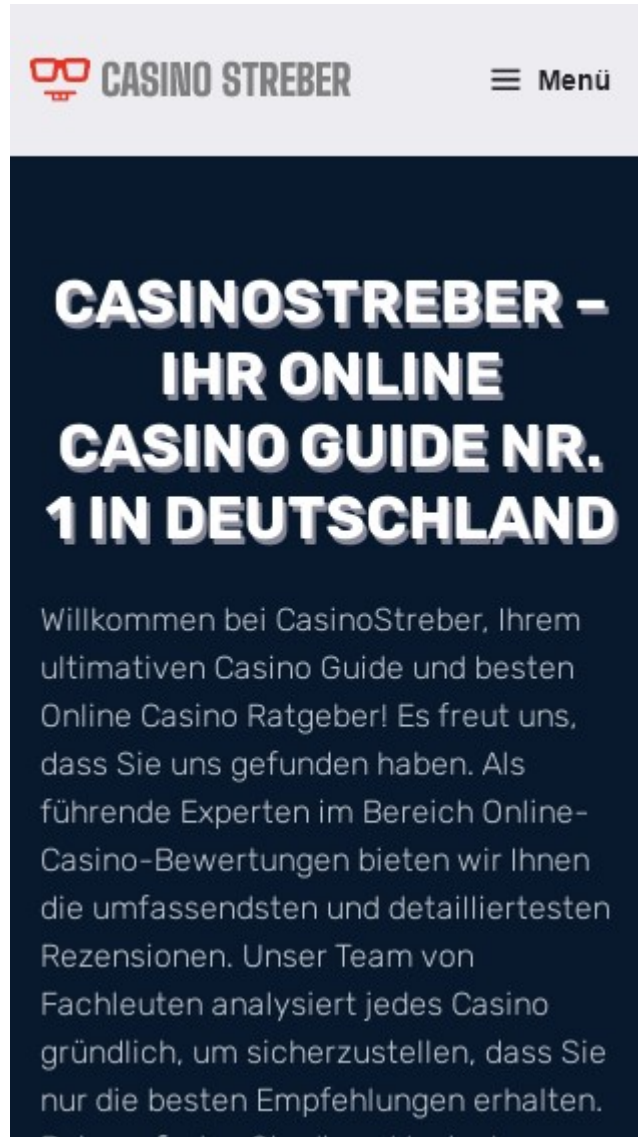 CASINO STREBER
Menü
CASINOSTREBER –
IHR ONLINE
CASINO GUIDE NR.
1 IN DEUTSCHLAND
Willkommen bei CasinoStreber, Ihrem
ultimativen Casino Guide und besten
Online Casino Ratgeber! Es freut uns,
dass Sie uns gefunden haben. Als
führende Experten im Bereich Online-
Casino-Bewertungen bieten wir Ihnen
die umfassendsten und detailliertesten
Rezensionen. Unser Team von
Fachleuten analysiert jedes Casino
gründlich, um sicherzustellen, dass Sie
nur die besten Empfehlungen erhalten.